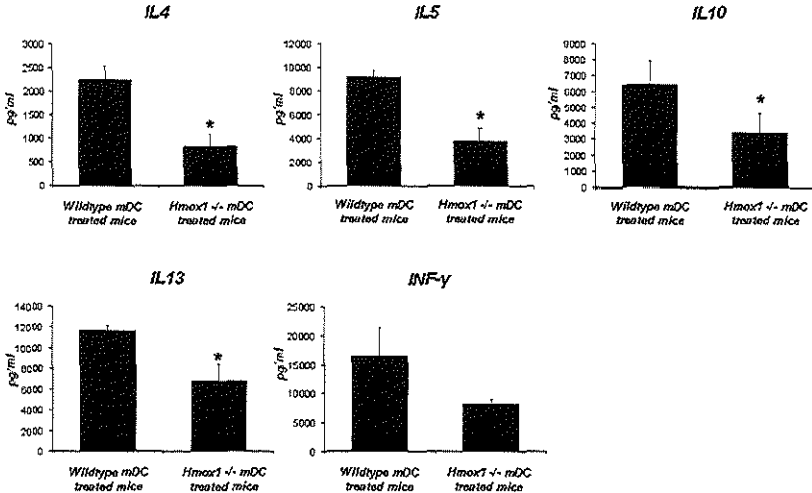 IL4
3000
2500
2000
1500
1000
500
0
pg/ml
*
Wildtype mDC
treated mice
Hmox1 -/- mDC
treated mice
IL5
12000
10000
8000
6000
4000
2000
0
pg/ml
*
Wildtype mDC
treated mice
Hmox1 -/- mDC
treated mice
IL10
9000
8000
7000
6000
5000
4000
3000
2000
1000
0
pg/ml
*
Wildtype mDC
treated mice
Hmox1 -/- mDC
treated mice
IL13
14000
12000
10000
8000
6000
4000
2000
0
pg/ml
*
Wildtype mDC
treated mice
Hmox1 -/- mDC
treated mice
INF-γ
25000
20000
15000
10000
5000
0
pg/ml
Wildtype mDC
treated mice
Hmox1 -/- mDC
treated mice